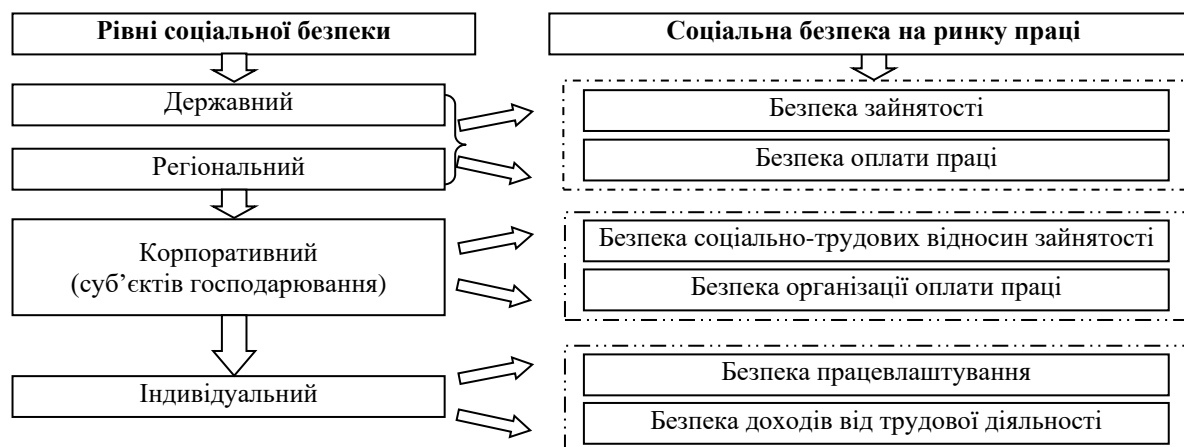 Рівні соціальної безпеки
Соціальна безпека на ринку праці
Державний
Регіональний
Безпека зайнятості
Безпека оплати праці
Корпоративний
(суб’єктів господарювання)
Безпека соціально-трудових відносин зайнятості
Безпека організації оплати праці
Індивідуальний
Безпека працевлаштування
Безпека доходів від трудової діяльності